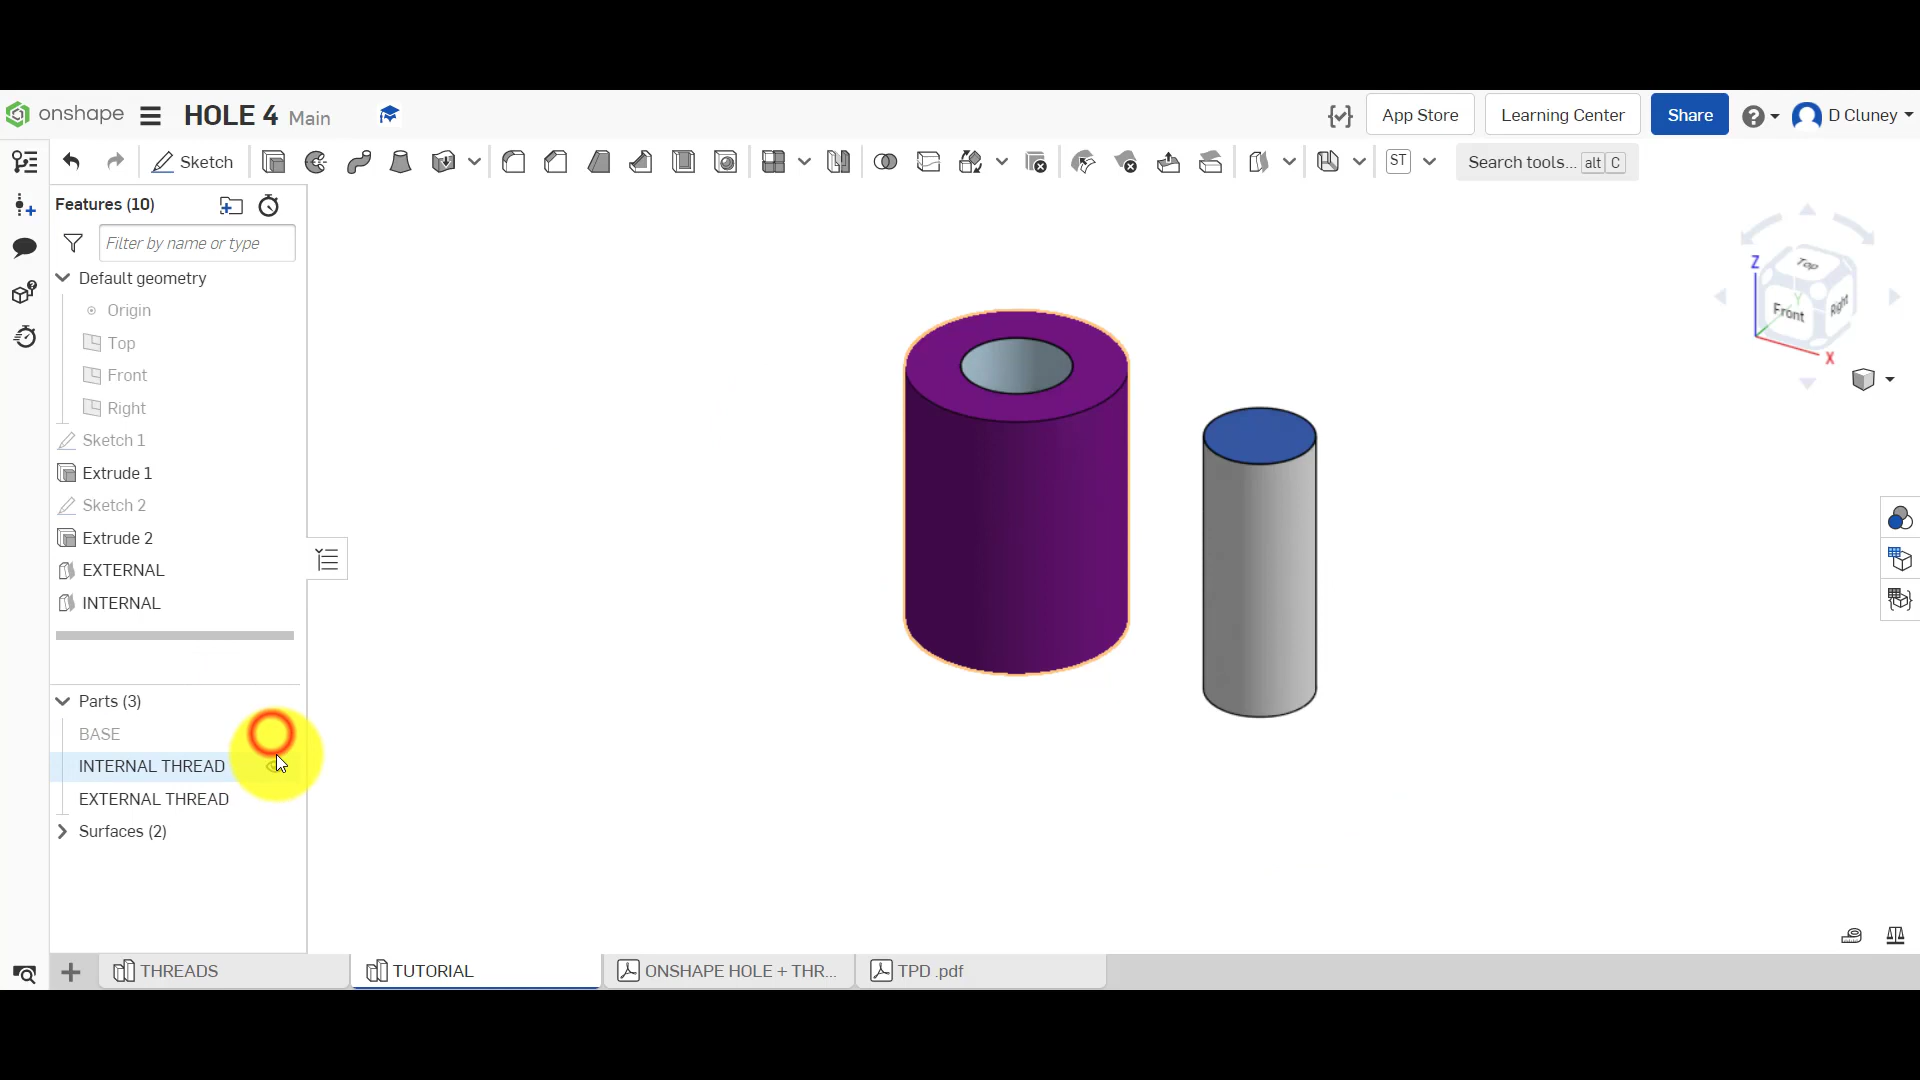 onshape
HOLE 4 Main
App Store
Learning Center
Share
D Cluney
Sketch
ST
Search tools... alt C
Features (10)
Filter by name or type
Default geometry
Origin
Top
Front
Right
Sketch 1
Extrude 1
Sketch 2
Extrude 2
EXTERNAL
INTERNAL
Parts (3)
BASE
INTERNAL THREAD
EXTERNAL THREAD
Surfaces (2)
Z
Top
Y
Front
Right
X
THREADS
TUTORIAL
ONSHAPE HOLE + THR...
TPD .pdf